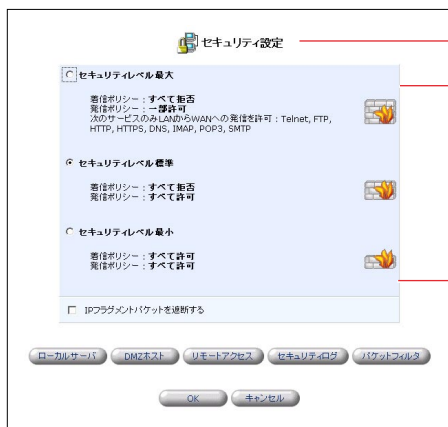 セキュリティ設定
セキュリティレベル最大
着信ポリシー：すべて拒否
発信ポリシー：一部許可
次のサービスのみLANからWANへの発信を許可：Telnet, FTP,
HTTP, HTTPS, DNS, IMAP, POP3, SMTP
セキュリティレベル標準
着信ポリシー：すべて拒否
発信ポリシー：すべて許可
セキュリティレベル最小
着信ポリシー：すべて許可
発信ポリシー：すべて許可
IPフラグメントパケットを遮断する
ローカルサーバ DMZホスト リモートアクセス セキュリティログ パケットフィルタ
OK キャンセル